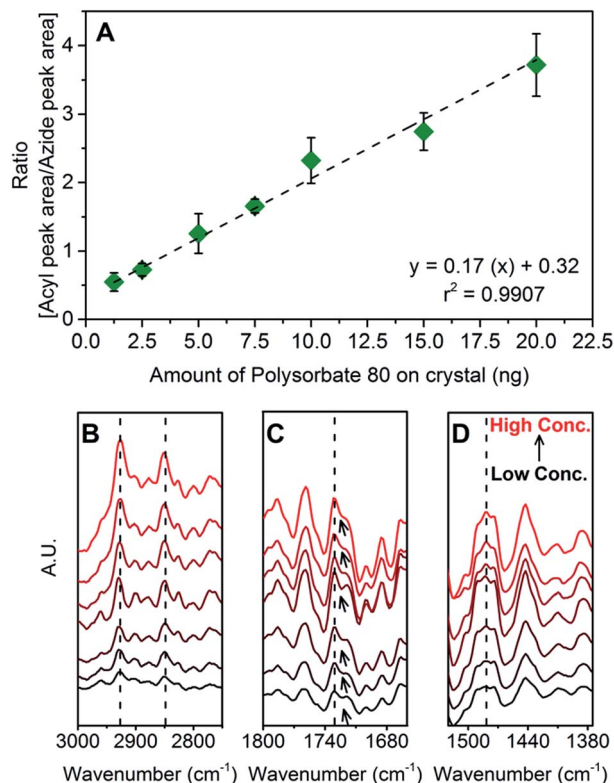 A
Ratio
[Acyl peak area/Azide peak area]
4
3
2
1
0
y = 0.17 (x) + 0.32
r² = 0.9907
0.0 2.5 5.0 7.5 10.0 12.5 15.0 17.5 20.0 22.5
Amount of Polysorbate 80 on crystal (ng)
B C D
High Conc.
Low Conc.
A.U.
3000 2900 2800 1800 1740 1680 1500 1440 1380
Wavenumber (cm⁻¹) Wavenumber (cm⁻¹) Wavenumber (cm⁻¹)